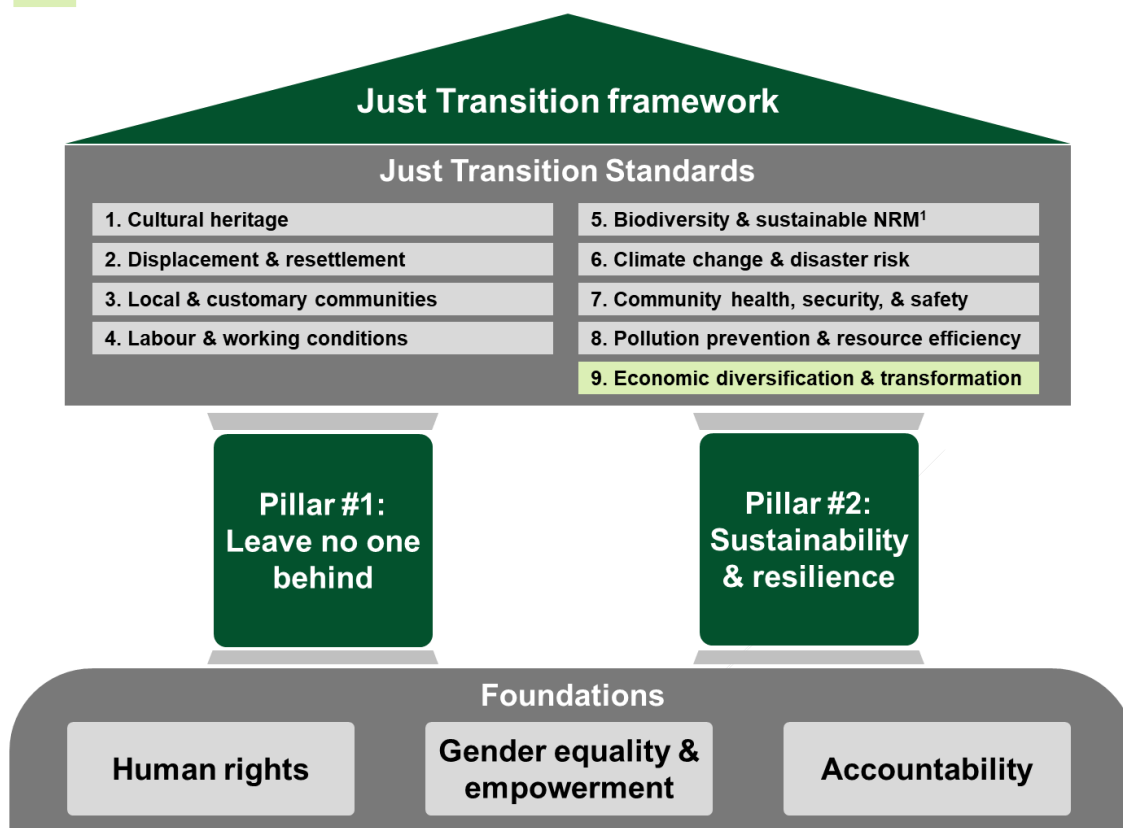 Just Transition framework
Just Transition Standards
1. Cultural heritage
2. Displacement & resettlement
3. Local & customary communities
4. Labour & working conditions
5. Biodiversity & sustainable NRM¹
6. Climate change & disaster risk
7. Community health, security, & safety
8. Pollution prevention & resource efficiency
9. Economic diversification & transformation
Pillar #1:
Leave no one
behind
Pillar #2:
Sustainability
& resilience
Foundations
Human rights
Gender equality &
empowerment
Accountability